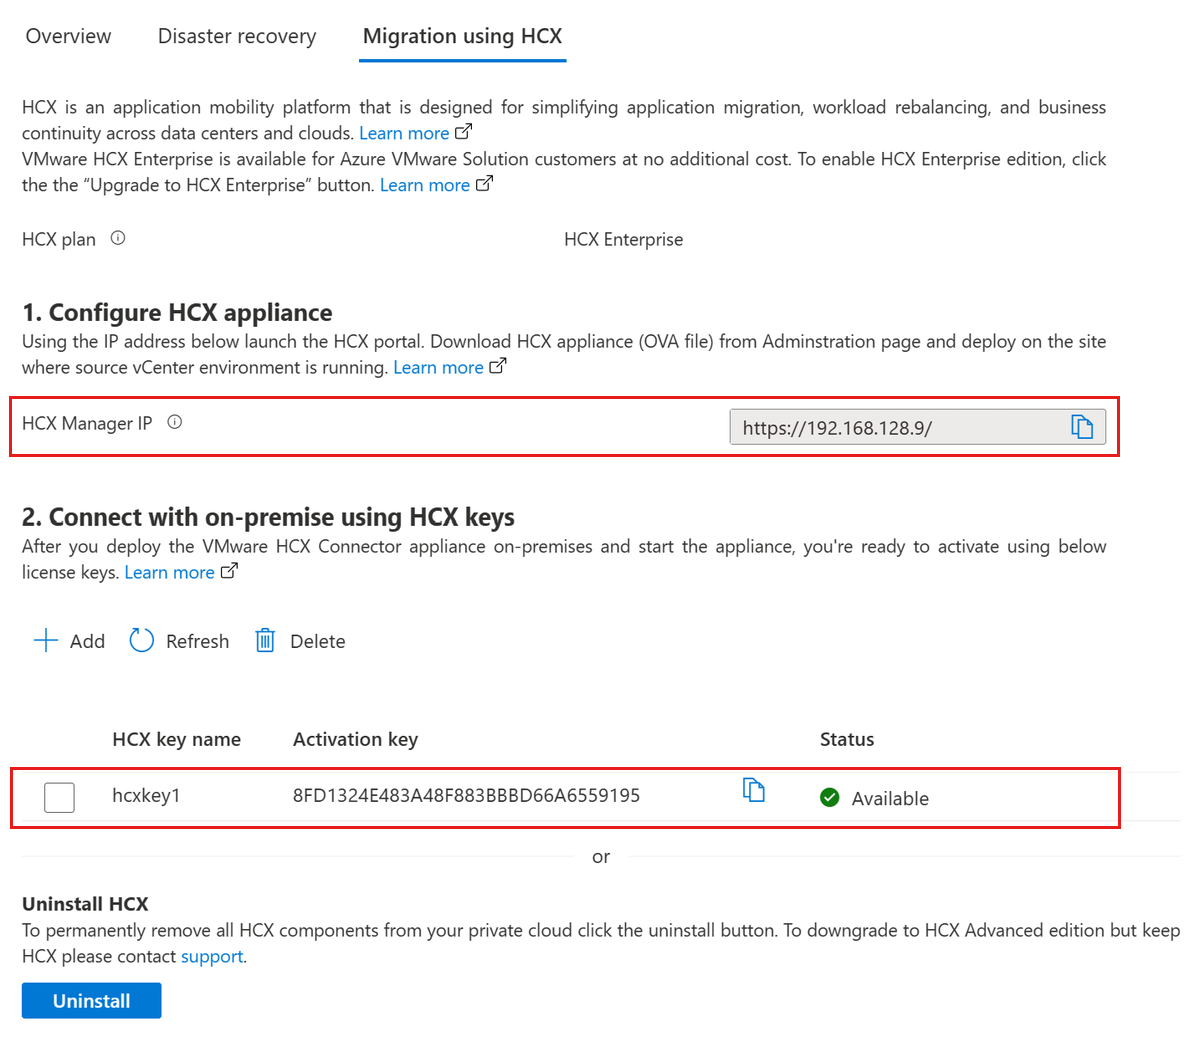 Overview Disaster recovery Migration using HCX
HCX is an application mobility platform that is designed for simplifying application migration, workload rebalancing, and business
continuity across data centers and clouds. Learn more
VMware HCX Enterprise is available for Azure VMware Solution customers at no additional cost. To enable HCX Enterprise edition, click
the the “Upgrade to HCX Enterprise” button. Learn more
HCX plan HCX Enterprise
1. Configure HCX appliance
Using the IP address below launch the HCX portal. Download HCX appliance (OVA file) from Adminstration page and deploy on the site
where source vCenter environment is running. Learn more
HCX Manager IP https://192.168.128.9/
2. Connect with on-premise using HCX keys
After you deploy the VMware HCX Connector appliance on-premises and start the appliance, you're ready to activate using below
license keys. Learn more
Add Refresh Delete
HCX key name Activation key Status
hcxkey1 8FD1324E483A48F883BBBD66A6559195 Available
or
Uninstall HCX
To permanently remove all HCX components from your private cloud click the uninstall button. To downgrade to HCX Advanced edition but keep
HCX please contact support.
Uninstall